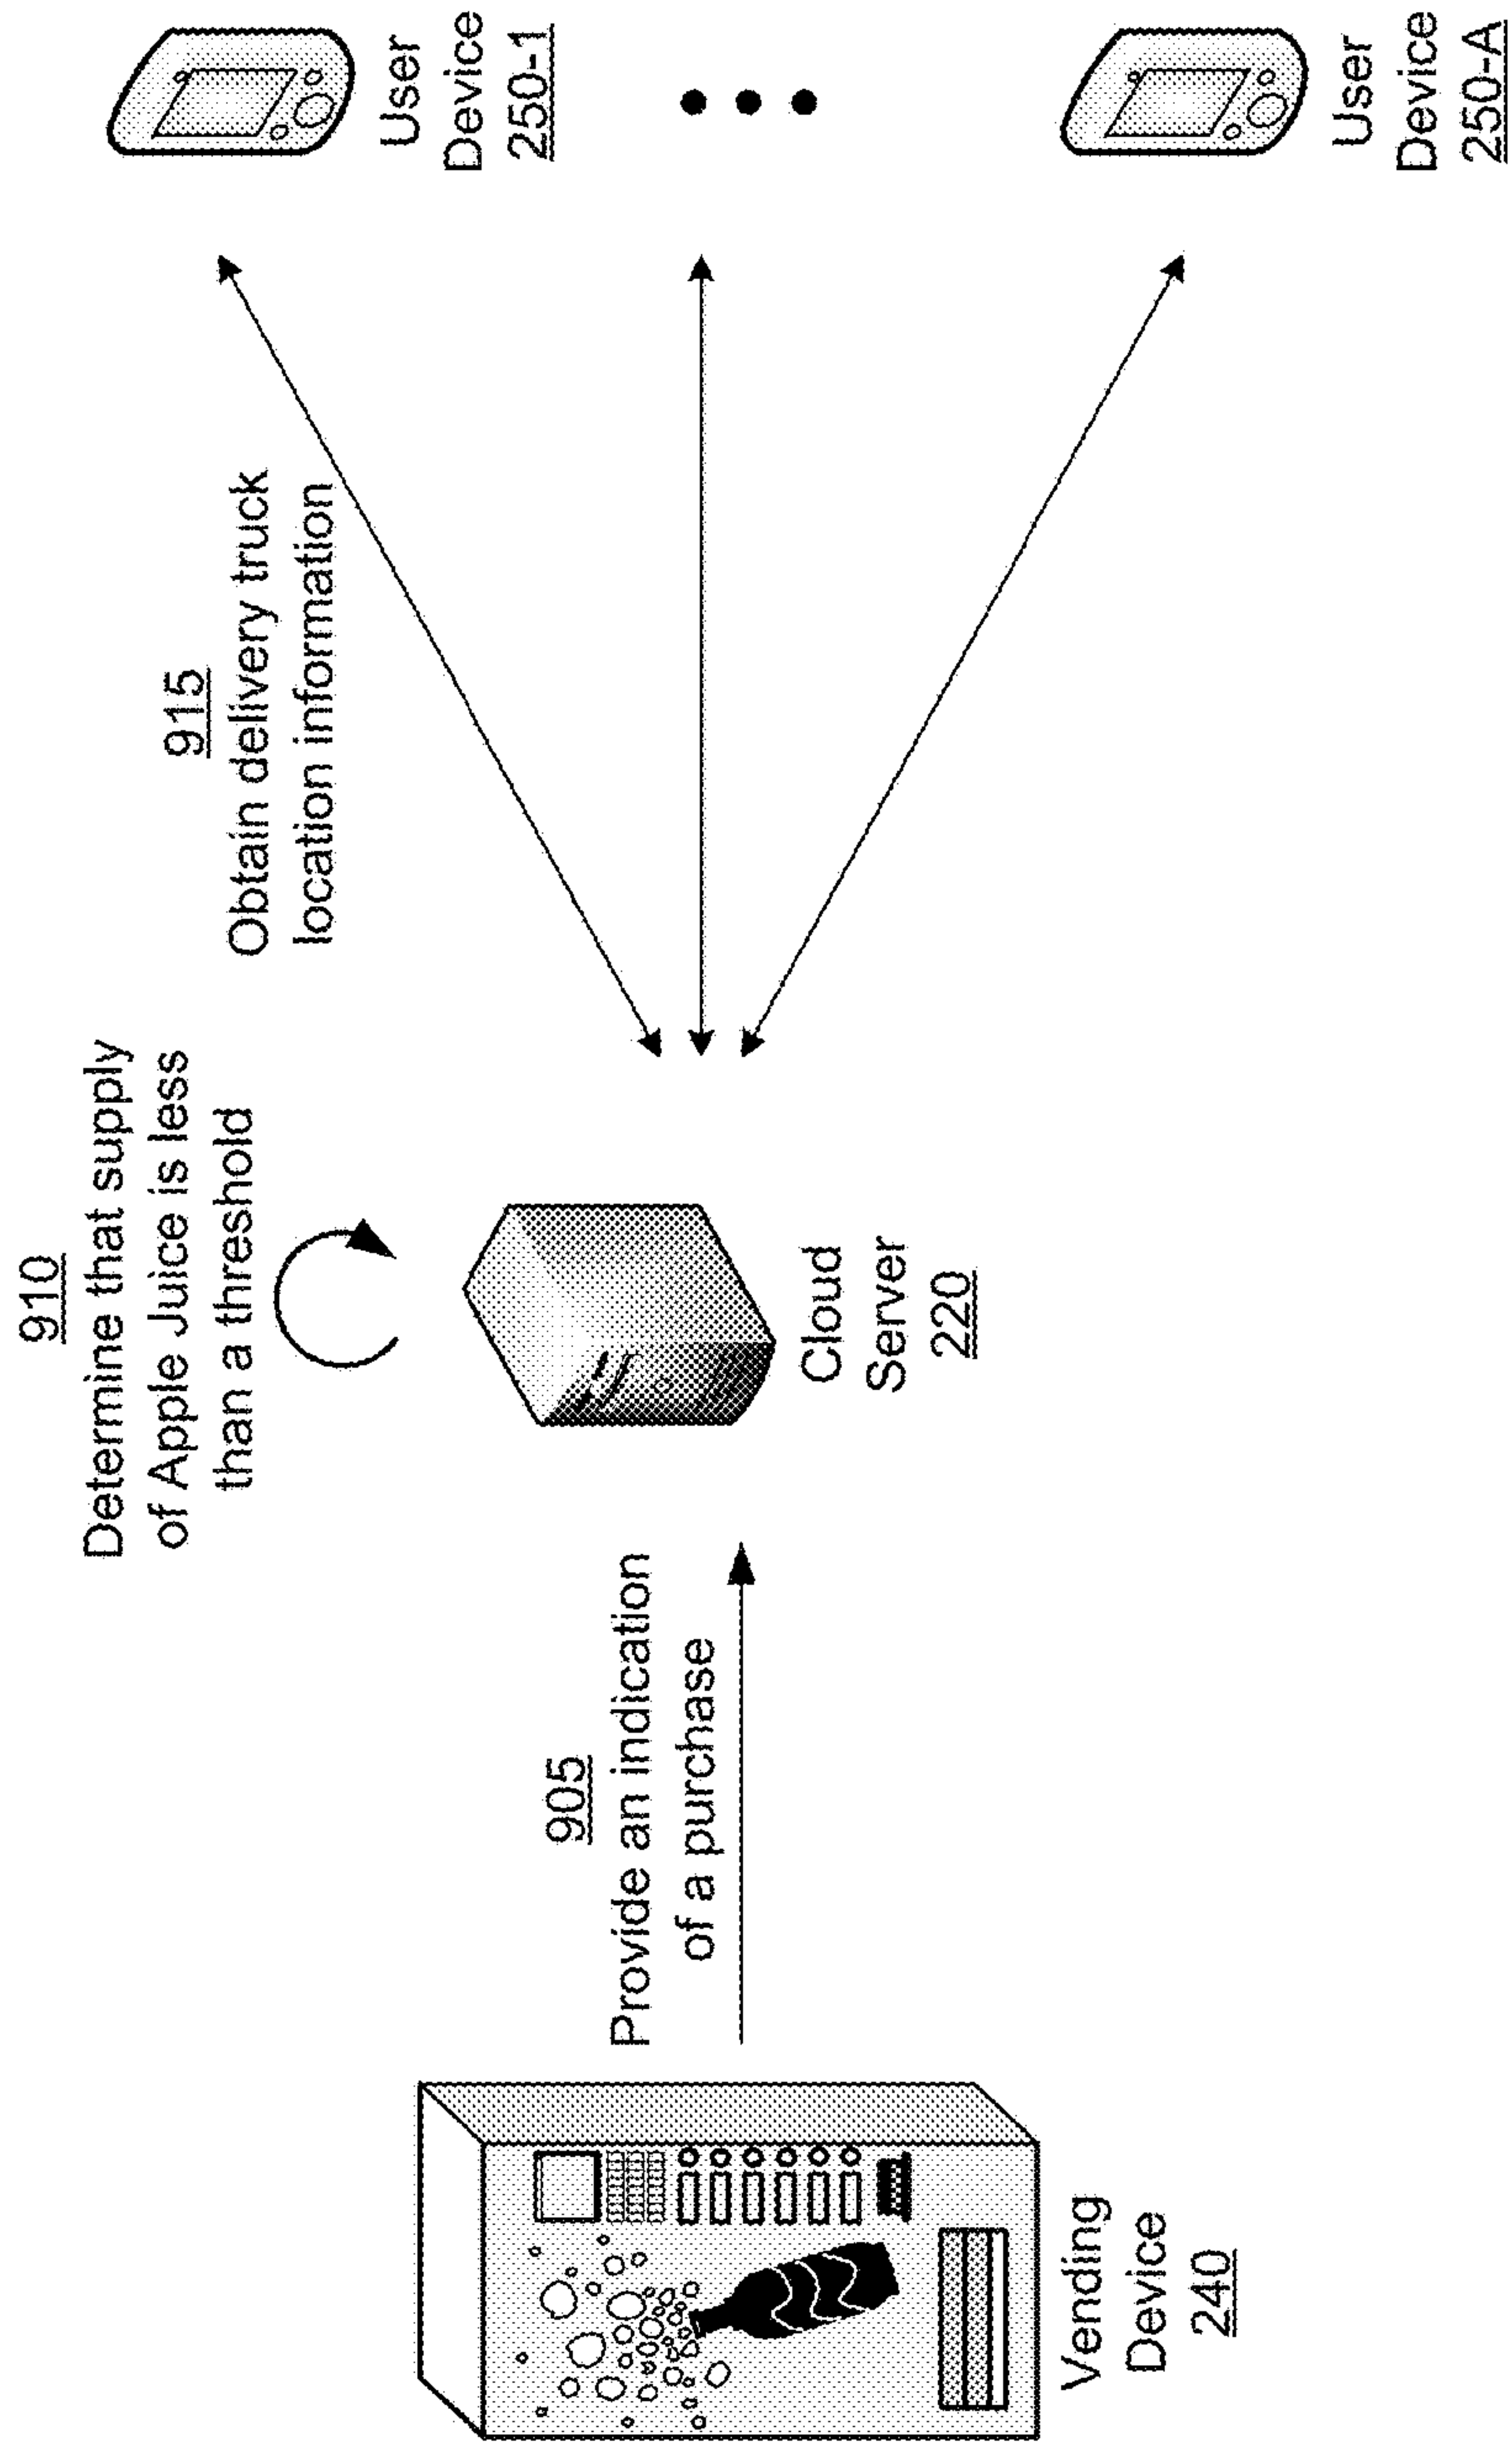 910
Determine that supply
of Apple Juice is less
than a threshold
915
Obtain delivery truck
location information
905
Provide an indication
of a purchase
Vending
Device
240
Cloud
Server
220
User
Device
250-1
User
Device
250-A